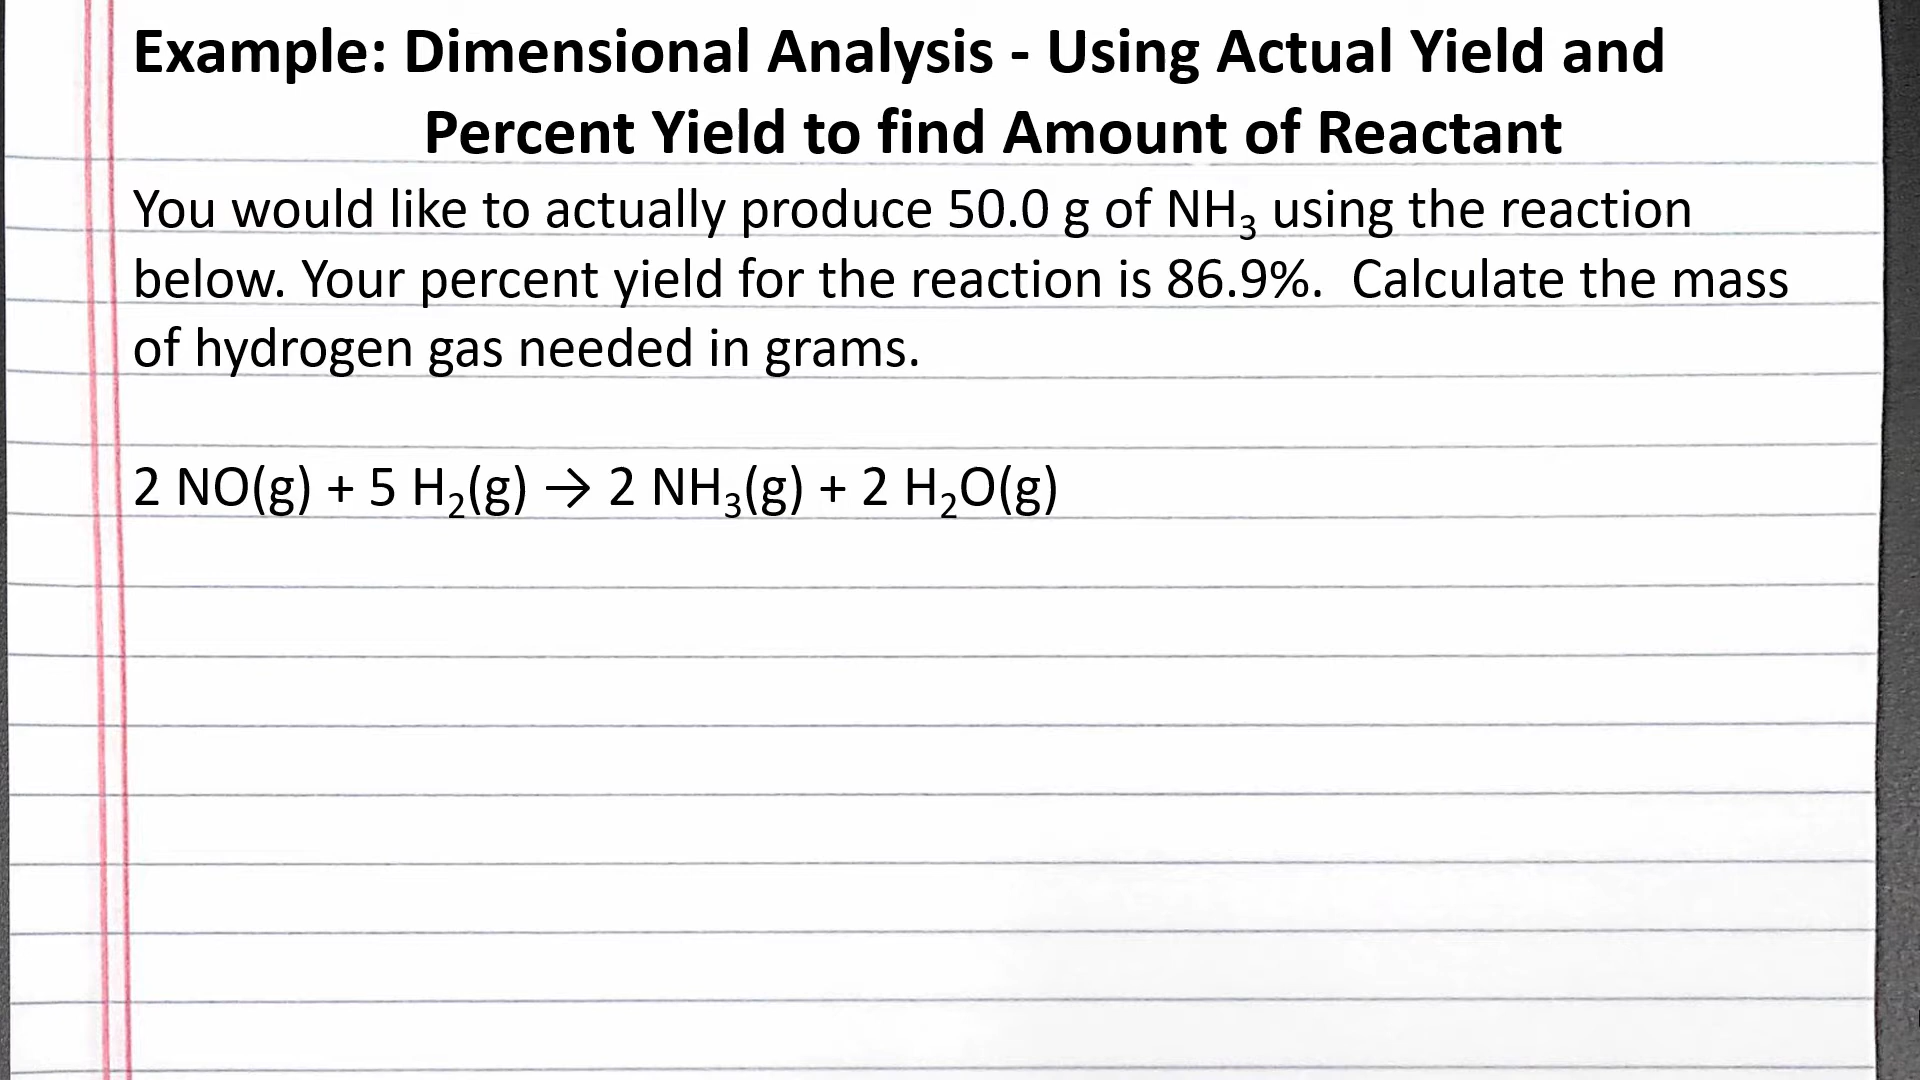 Example: Dimensional Analysis - Using Actual Yield and
Percent Yield to find Amount of Reactant
You would like to actually produce 50.0 g of NH₃ using the reaction
below. Your percent yield for the reaction is 86.9%.  Calculate the mass
of hydrogen gas needed in grams.
2 NO(g) + 5 H₂(g) → 2 NH₃(g) + 2 H₂O(g)